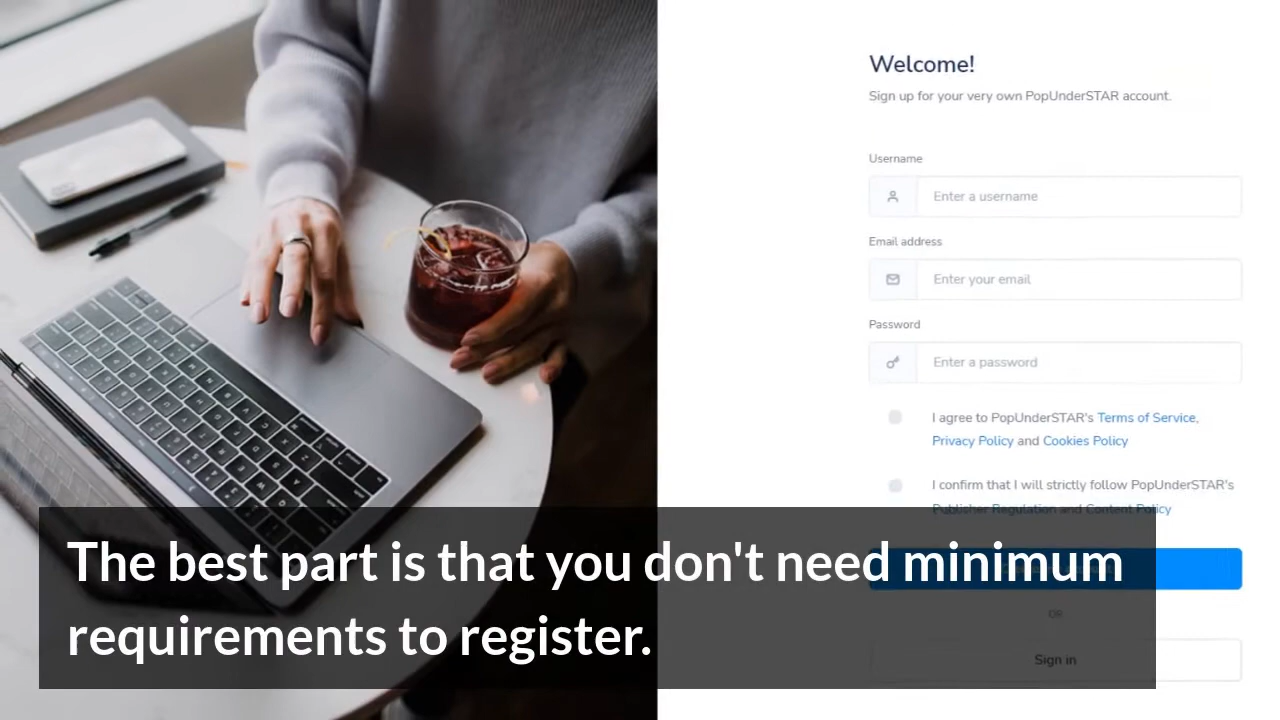 Welcome!
Sign up for your very own PopUnderSTAR account.
Username
Enter a username
Email address
Enter your email
Password
Enter a password
I agree to PopUnderSTAR's Terms of Service,
Privacy Policy and Cookies Policy
I confirm that I will strictly follow PopUnderSTAR's
Publisher Regulation and Content Policy
The best part is that you don't need minimum
requirements to register.
OR
Sign in